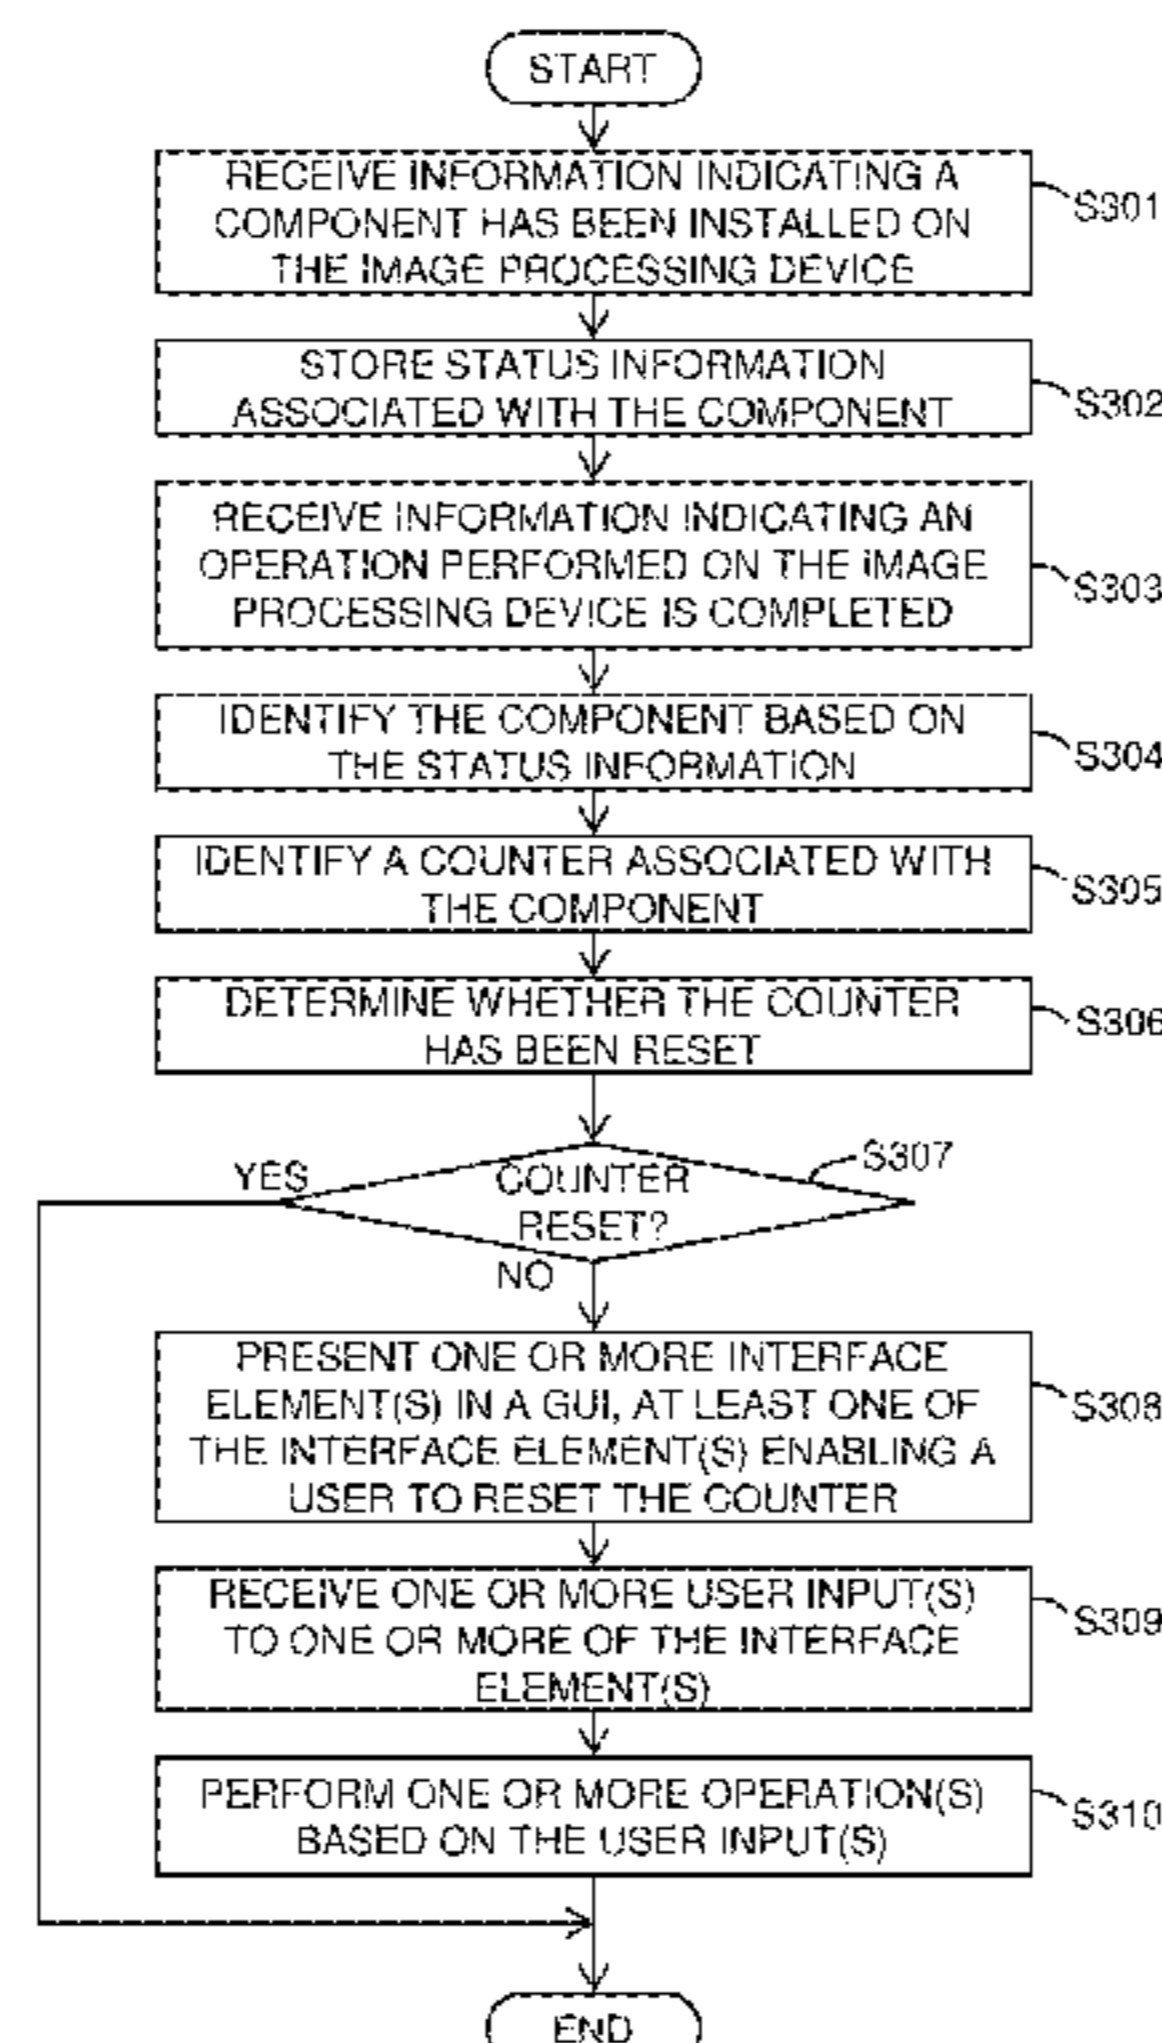 START
RECEIVE INFORMATION INDICATING A
COMPONENT HAS BEEN INSTALLED ON
THE IMAGE PROCESSING DEVICE
S301
STORE STATUS INFORMATION
ASSOCIATED WITH THE COMPONENT
S302
RECEIVE INFORMATION INDICATING AN
OPERATION PERFORMED ON THE IMAGE
PROCESSING DEVICE IS COMPLETED
S303
IDENTIFY THE COMPONENT BASED ON
THE STATUS INFORMATION
S304
IDENTIFY A COUNTER ASSOCIATED WITH
THE COMPONENT
S305
DETERMINE WHETHER THE COUNTER
HAS BEEN RESET
S306
S307
YES
COUNTER
RESET?
NO
PRESENT ONE OR MORE INTERFACE
ELEMENT(S) IN A GUI, AT LEAST ONE OF
THE INTERFACE ELEMENT(S) ENABLING A
USER TO RESET THE COUNTER
S308
RECEIVE ONE OR MORE USER INPUT(S)
TO ONE OR MORE OF THE INTERFACE
ELEMENT(S)
S309
PERFORM ONE OR MORE OPERATION(S)
BASED ON THE USER INPUT(S)
S310
END